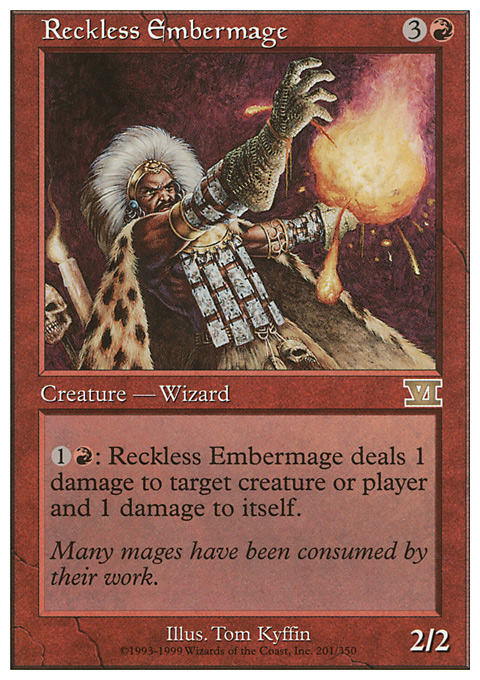 Reckless Embermage 3
Creature — Wizard VI
1 : Reckless Embermage deals 1
damage to target creature or player
and 1 damage to itself.
Many mages have been consumed by
their work.
Illus. Tom Kyffin
©1993-1999 Wizards of the Coast, Inc. 201/350
2/2